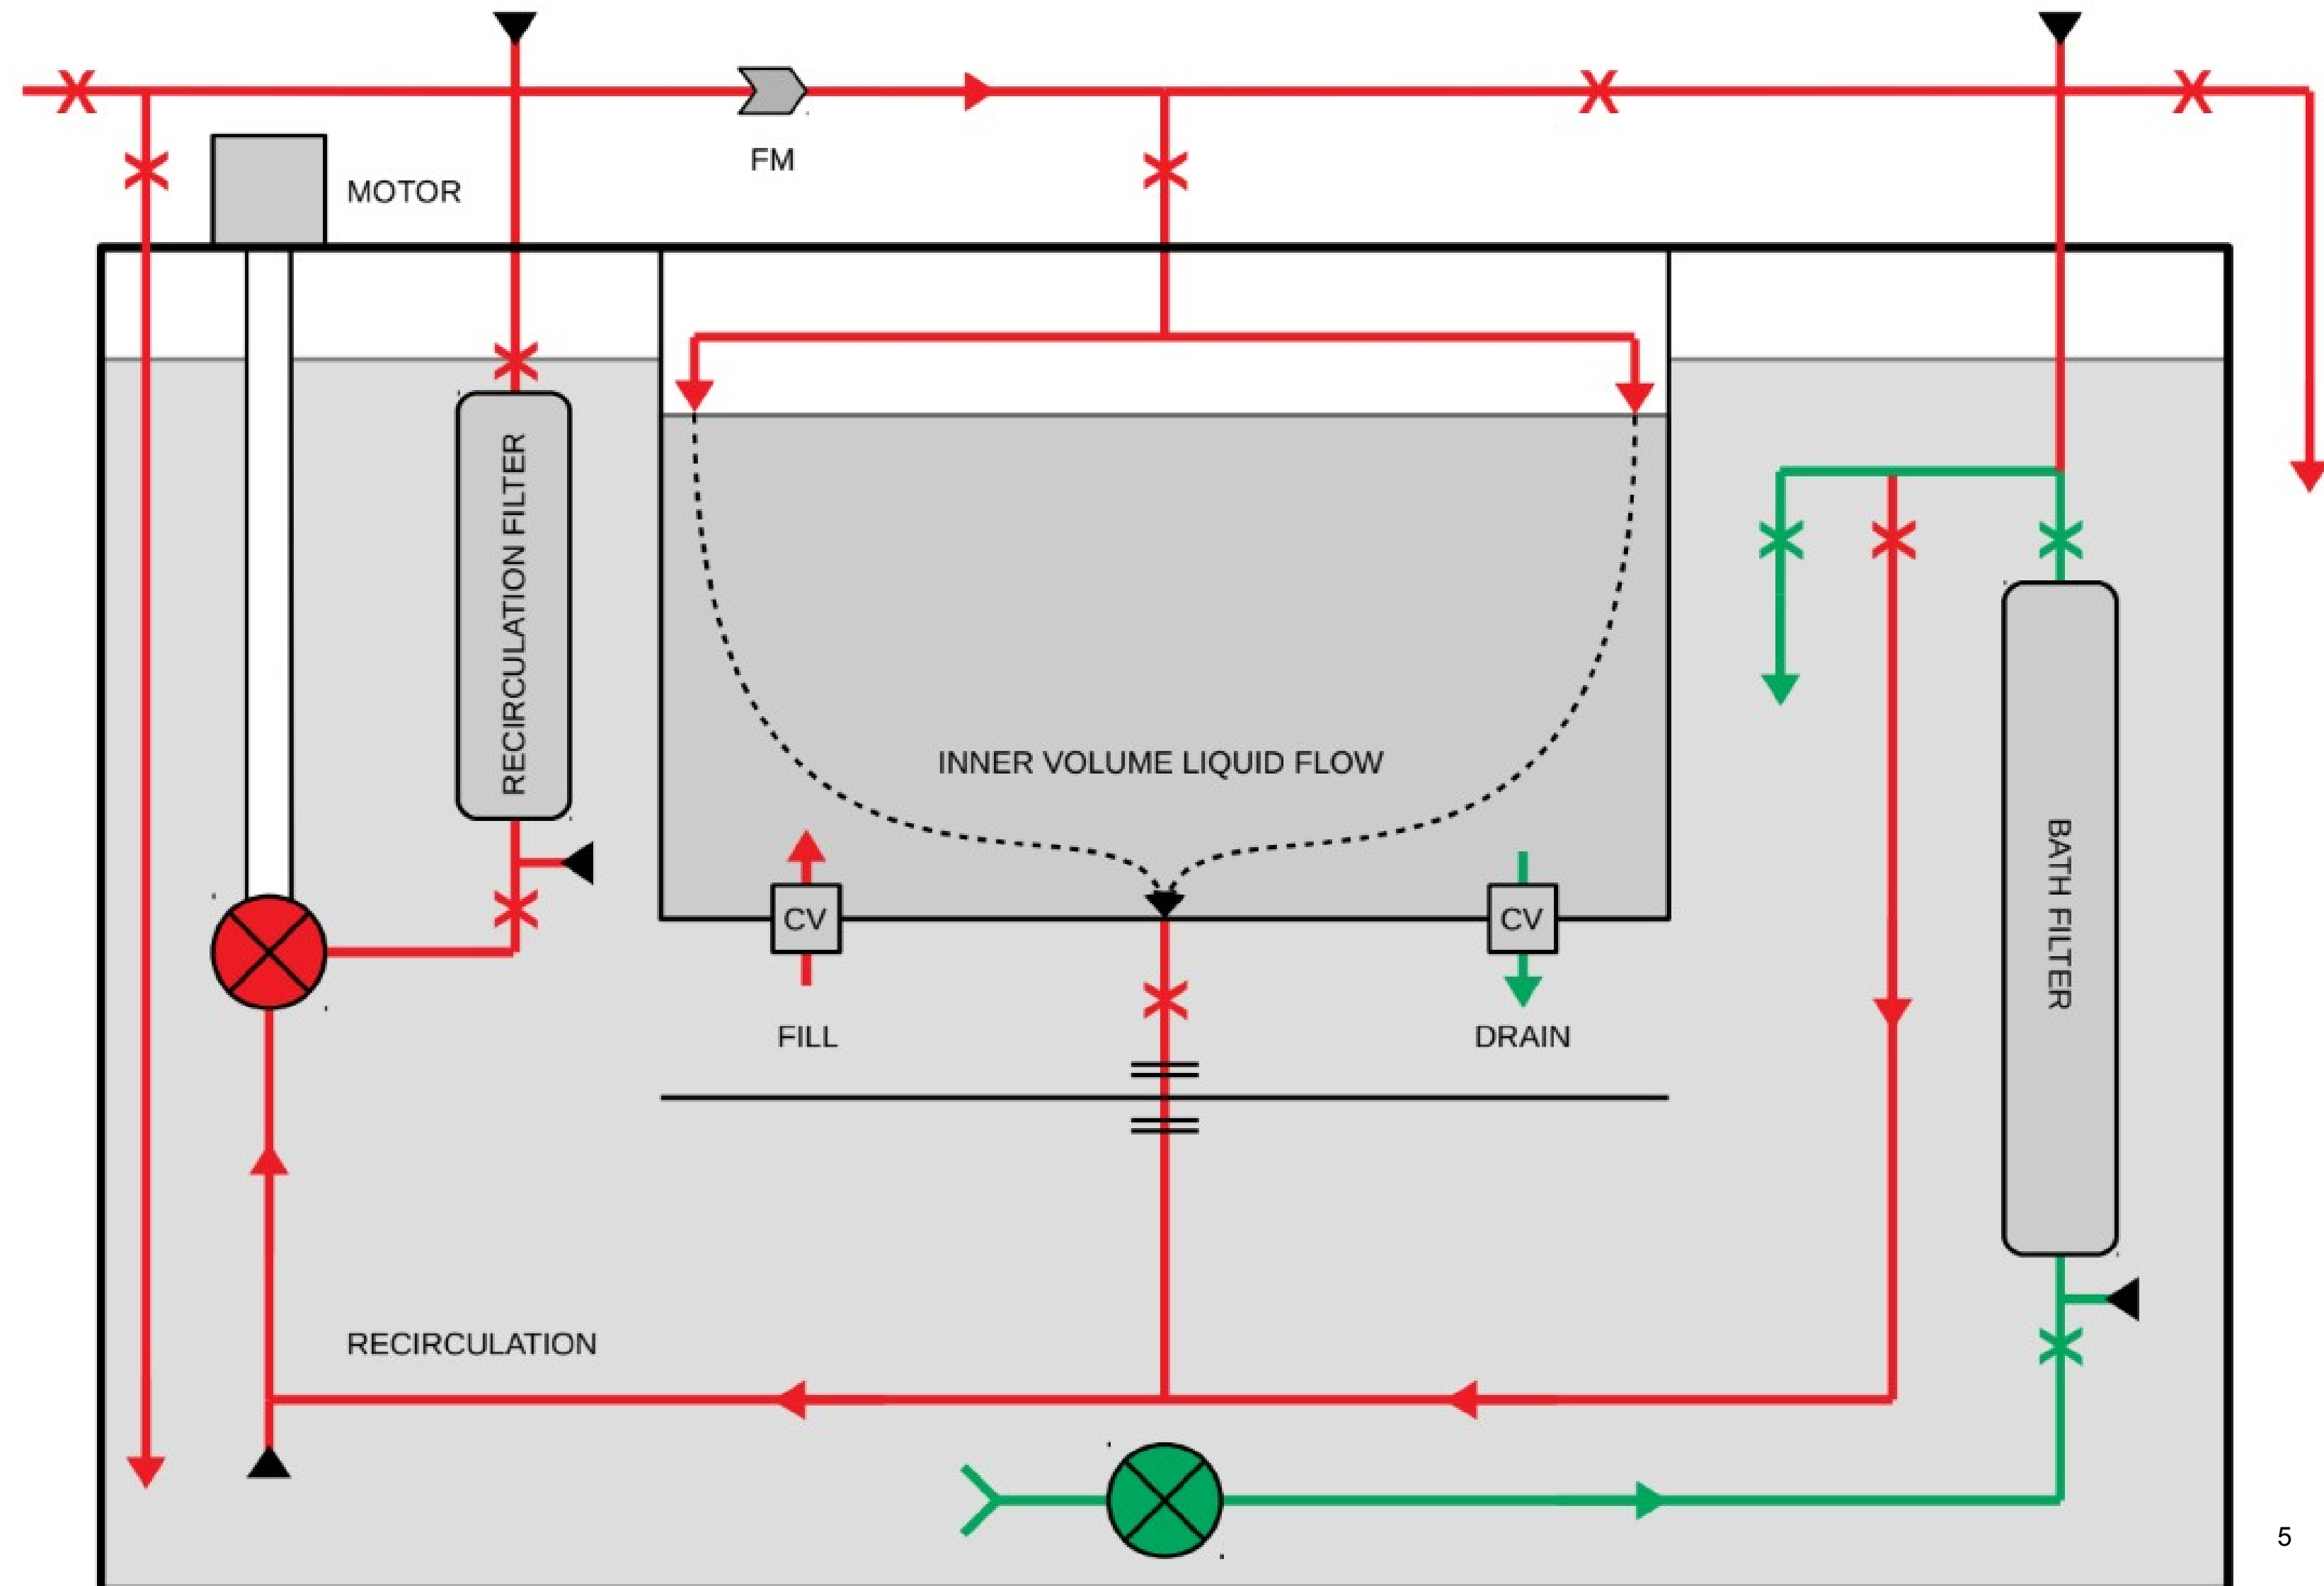 FM
MOTOR
RECIRCULATION FILTER
INNER VOLUME LIQUID FLOW
BATH FILTER
CV
CV
FILL
DRAIN
RECIRCULATION
5